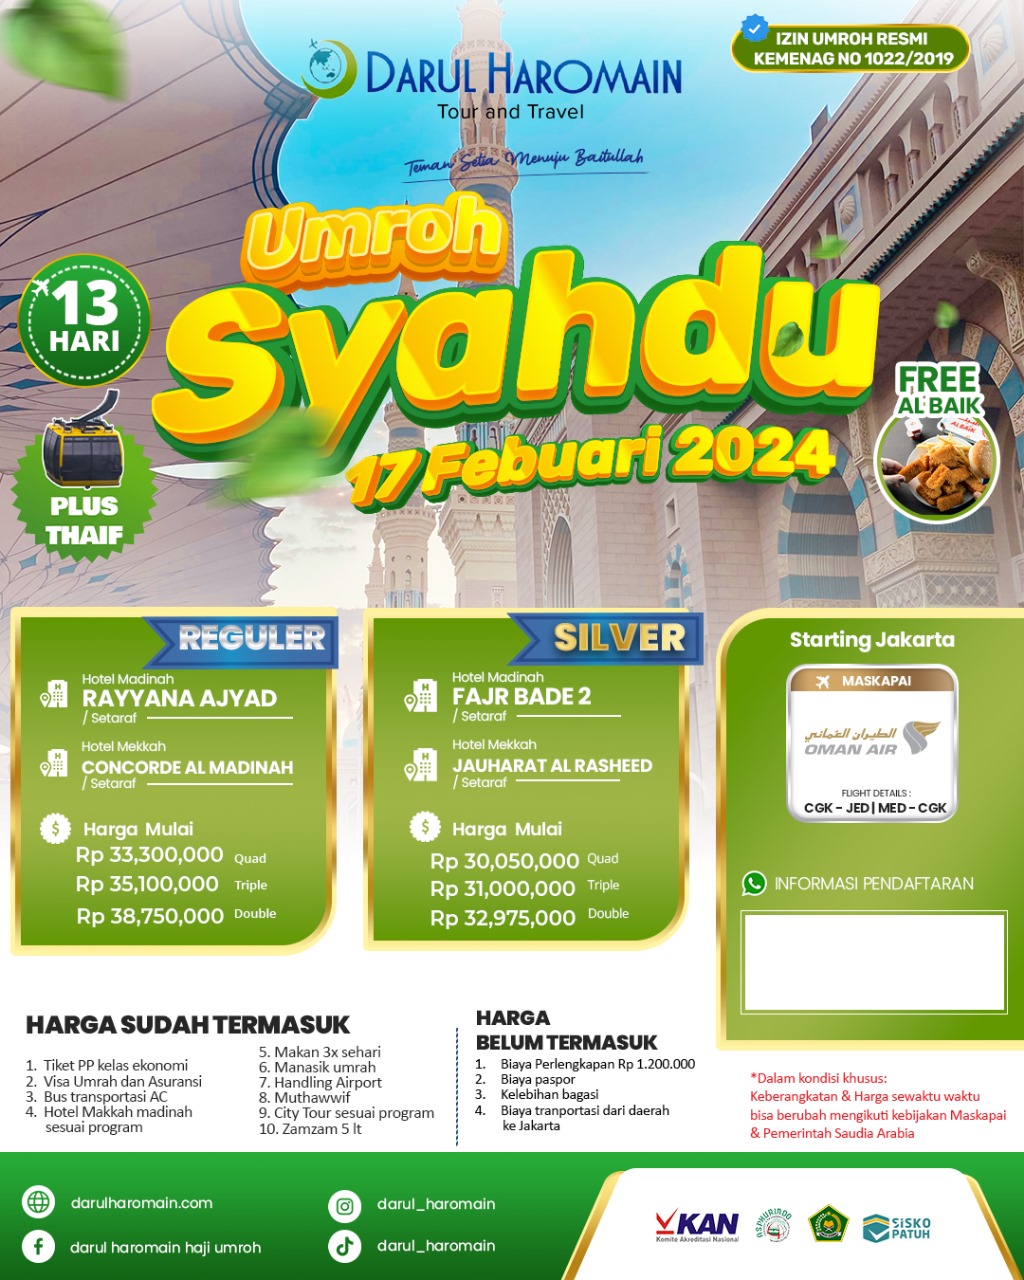 IZIN UMROH RESMI
KEMENAG NO 1022/2019
DARUL HAROMAIN
Tour and Travel
Teman Setia Menuju Baitullah
Umroh
Syahdu
17 Febuari 2024
13
HARI
PLUS
THAIF
FREE
AL BAIK
ALBAIK
REGULER
Hotel Madinah
RAYYANA AJYAD
/ Setaraf
Hotel Mekkah
CONCORDE AL MADINAH
/ Setaraf
$ Harga Mulai
Rp 33,300,000 Quad
Rp 35,100,000 Triple
Rp 38,750,000 Double
SILVER
Hotel Madinah
FAJR BADE 2
/ Setaraf
Hotel Mekkah
JAUHARAT AL RASHEED
/ Setaraf
$ Harga Mulai
Rp 30,050,000 Quad
Rp 31,000,000 Triple
Rp 32,975,000 Double
Starting Jakarta
MASKAPAI
الطيران العماني
OMAN AIR
FLIGHT DETAILS :
CGK - JED | MED - CGK
INFORMASI PENDAFTARAN
HARGA SUDAH TERMASUK
1. Tiket PP kelas ekonomi
2. Visa Umrah dan Asuransi
3. Bus transportasi AC
4. Hotel Makkah madinah
sesuai program
5. Makan 3x sehari
6. Manasik umrah
7. Handling Airport
8. Muthawwif
9. City Tour sesuai program
10. Zamzam 5 lt
HARGA
BELUM TERMASUK
1. Biaya Perlengkapan Rp 1.200.000
2. Biaya paspor
3. Kelebihan bagasi
4. Biaya tranportasi dari daerah
ke Jakarta
*Dalam kondisi khusus:
Keberangkatan & Harga sewaktu waktu
bisa berubah mengikuti kebijakan Maskapai
& Pemerintah Saudia Arabia
darulharomain.com
darul haromain haji umroh
darul_haromain
darul_haromain
KAN
Komite Akreditasi Nasional
ASPHURINDO
SISKO
PATUH